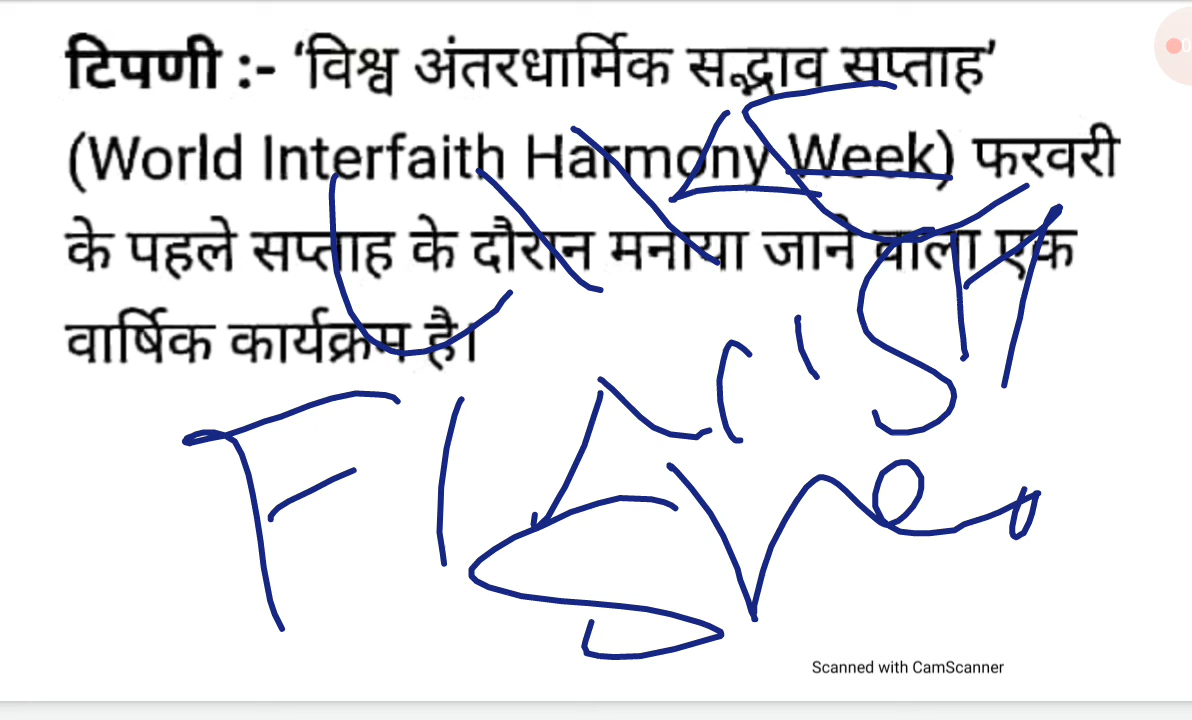 टिपणी :- ‘विश्व अंतरधार्मिक सद्भाव सप्ताह’
(World Interfaith Harmony Week) फरवरी
के पहले सप्ताह के दौरान मनाया जाने वाला एक
वार्षिक कार्यक्रम है।
Scanned with CamScanner